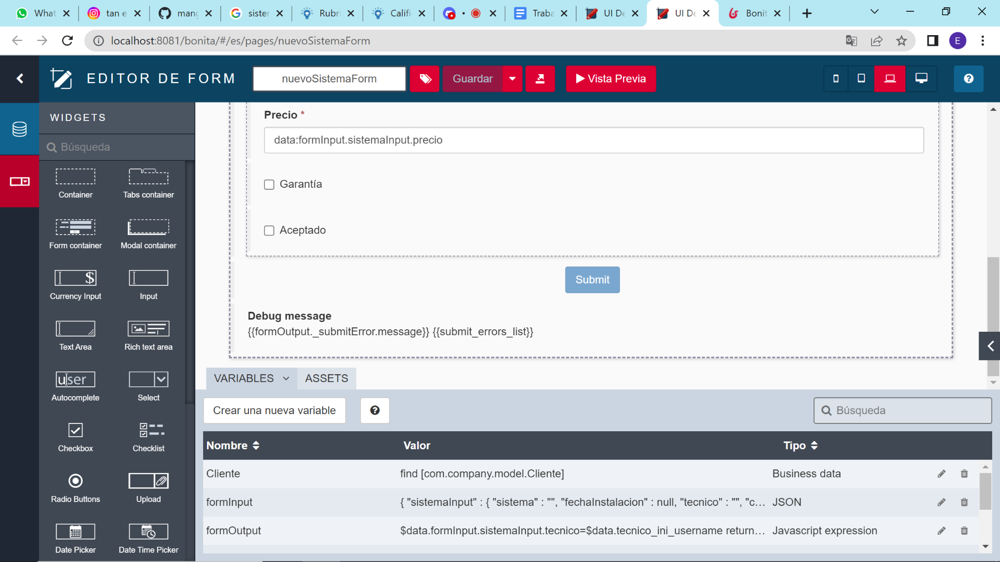 What
tan e
mang
sister
Rubri
Califi
Traba
UI De
UI De
Bonit
localhost:8081/bonita/#/es/pages/nuevoSistemaForm
E
EDITOR DE FORM
nuevoSistemaForm
Guardar
Vista Previa
WIDGETS
Búsqueda
Container
Tabs container
Form container
Modal container
$
Currency Input
Input
Text Area
Rich text area
user
Autocomplete
Select
Checkbox
Checklist
Radio Buttons
Upload
Date Picker
Date Time Picker
Precio *
data:formInput.sistemaInput.precio
Garantía
Aceptado
Submit
Debug message
{{formOutput._submitError.message}} {{submit_errors_list}}
VARIABLES
ASSETS
Crear una nueva variable
Búsqueda
Nombre Valor Tipo
Cliente find [com.company.model.Cliente] Business data
formInput { "sistemaInput" : { "sistema" : "", "fechaInstalacion" : null, "tecnico" : "", "c... JSON
formOutput $data.formInput.sistemaInput.tecnico=$data.tecnico_ini_username return... Javascript expression